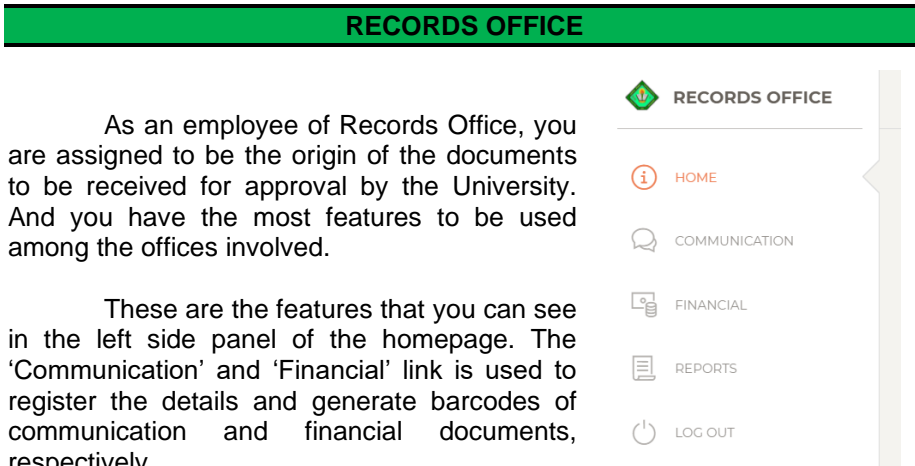 RECORDS OFFICE
As an employee of Records Office, you
are assigned to be the origin of the documents
to be received for approval by the University.
And you have the most features to be used
among the offices involved.
These are the features that you can see
in the left side panel of the homepage. The
‘Communication’ and ‘Financial’ link is used to
register the details and generate barcodes of
communication and financial documents,
respectively.
RECORDS OFFICE
HOME
COMMUNICATION
FINANCIAL
REPORTS
LOG OUT